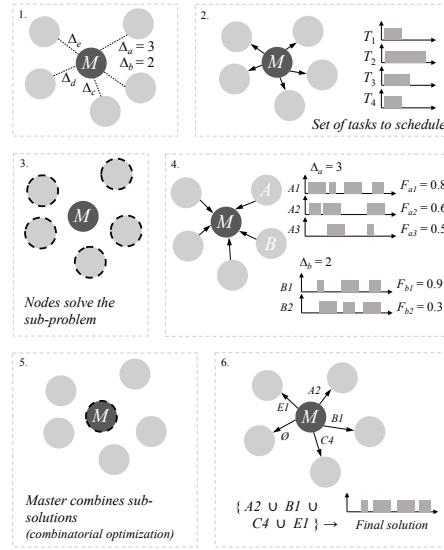 1.
Δe
Δa = 3
M
Δb = 2
Δd
Δc
2.
M
T1
T2
T3
T4
Set of tasks to schedule
3.
M
Nodes solve the
sub-problem
4.
Δa = 3
A
A1
Fa1 = 0.8
M
A2
Fa2 = 0.6
B
A3
Fa3 = 0.5
Δb = 2
B1
Fb1 = 0.9
B2
Fb2 = 0.3
5.
M
Master combines sub-
solutions
(combinatorial optimization)
6.
A2
E1
M
B1
Ø
C4
{ A2 ∪ B1 ∪
C4 ∪ E1 } →
Final solution